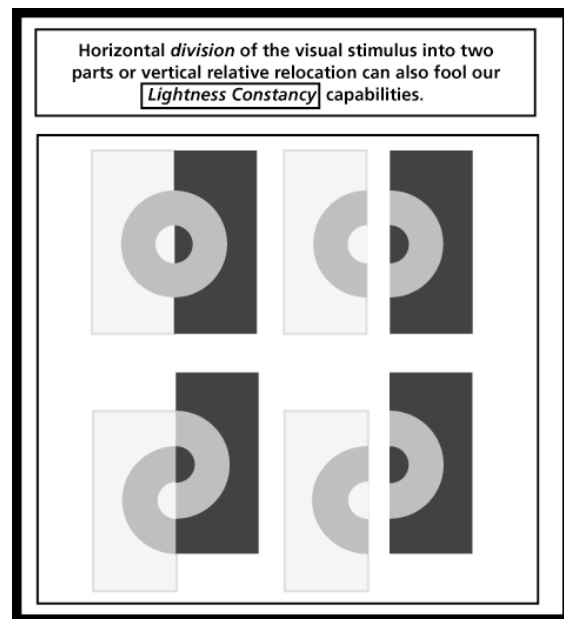 Horizontal division of the visual stimulus into two
parts or vertical relative relocation can also fool our
Lightness Constancy capabilities.